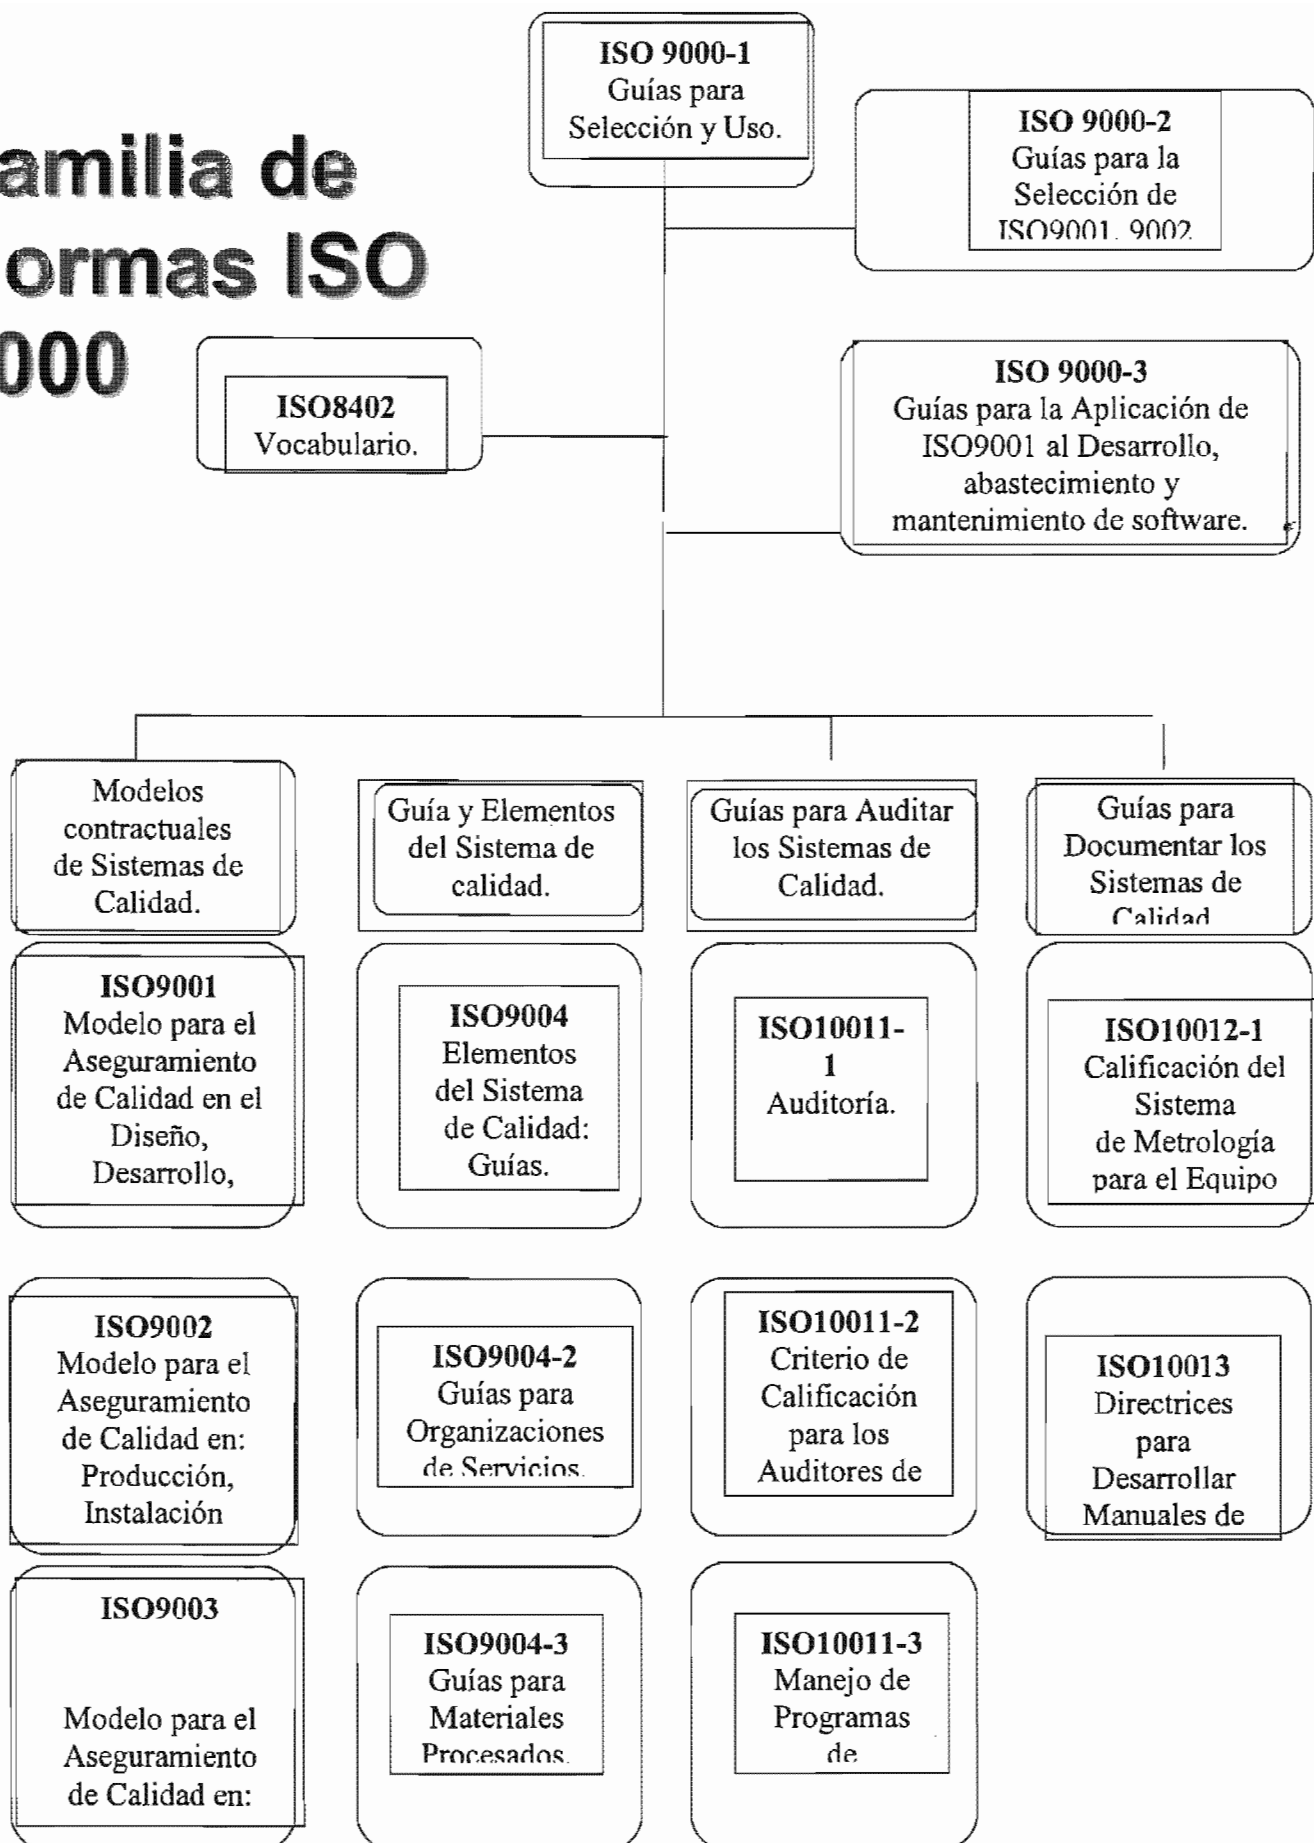 amilia de
ormas ISO
000
ISO 9000-1
Guías para
Selección y Uso.
ISO 9000-2
Guías para la
Selección de
ISO9001. 9002
ISO8402
Vocabulario.
ISO 9000-3
Guías para la Aplicación de
ISO9001 al Desarrollo,
abastecimiento y
mantenimiento de software.
Modelos
contractuales
de Sistemas de
Calidad.
Guía y Elementos
del Sistema de
calidad.
Guías para Auditar
los Sistemas de
Calidad.
Guías para
Documentar los
Sistemas de
Calidad
ISO9001
Modelo para el
Aseguramiento
de Calidad en el
Diseño,
Desarrollo,
ISO9004
Elementos
del Sistema
de Calidad:
Guías.
ISO10011-
1
Auditoría.
ISO10012-1
Calificación del
Sistema
de Metrología
para el Equipo
ISO9002
Modelo para el
Aseguramiento
de Calidad en:
Producción,
Instalación
ISO9004-2
Guías para
Organizaciones
de Servicios.
ISO10011-2
Criterio de
Calificación
para los
Auditores de
ISO10013
Directrices
para
Desarrollar
Manuales de
ISO9003
Modelo para el
Aseguramiento
de Calidad en:
ISO9004-3
Guías para
Materiales
Procesados.
ISO10011-3
Manejo de
Programas
de